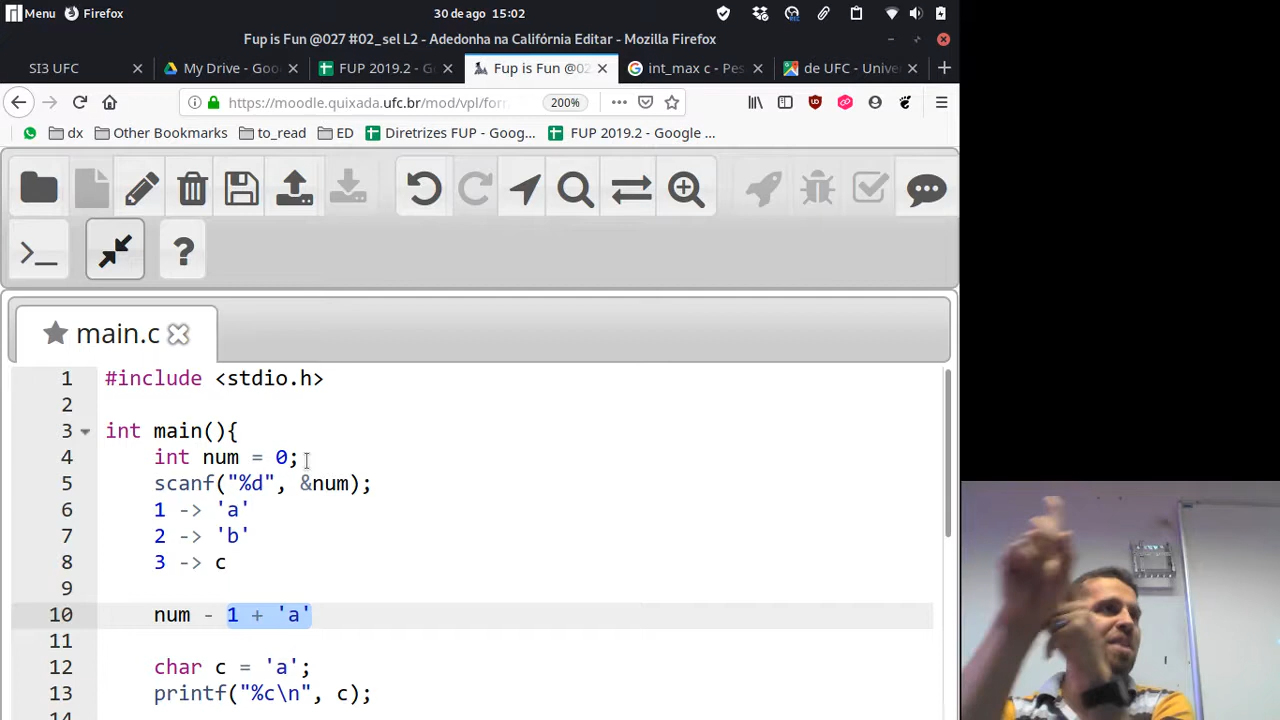 Menu Firefox 30 de ago 15:02
Fup is Fun @027 #02_sel L2 - Adedonha na Califórnia Editar - Mozilla Firefox
SI3 UFC My Drive - Goo FUP 2019.2 - G Fup is Fun @02 int_max c - Pes de UFC - Unive
https://moodle.quixada.ufc.br/mod/vpl/for 200%
dx Other Bookmarks to_read ED Diretrizes FUP - Goog... FUP 2019.2 - Google ...
main.c
1 #include <stdio.h>
2
3 int main(){
4 int num = 0;
5 scanf("%d", &num);
6 1 -> 'a'
7 2 -> 'b'
8 3 -> c
9
10 num - 1 + 'a'
11
12 char c = 'a';
13 printf("%c\n", c);
14